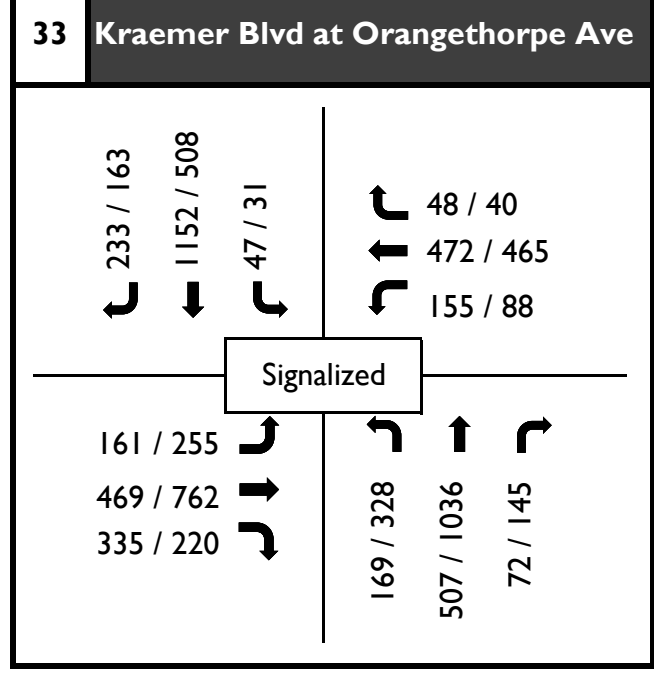 33
Kraemer Blvd at Orangethorpe Ave
233 / 163
1152 / 508
47 / 31
48 / 40
472 / 465
155 / 88
Signalized
161 / 255
469 / 762
335 / 220
169 / 328
507 / 1036
72 / 145